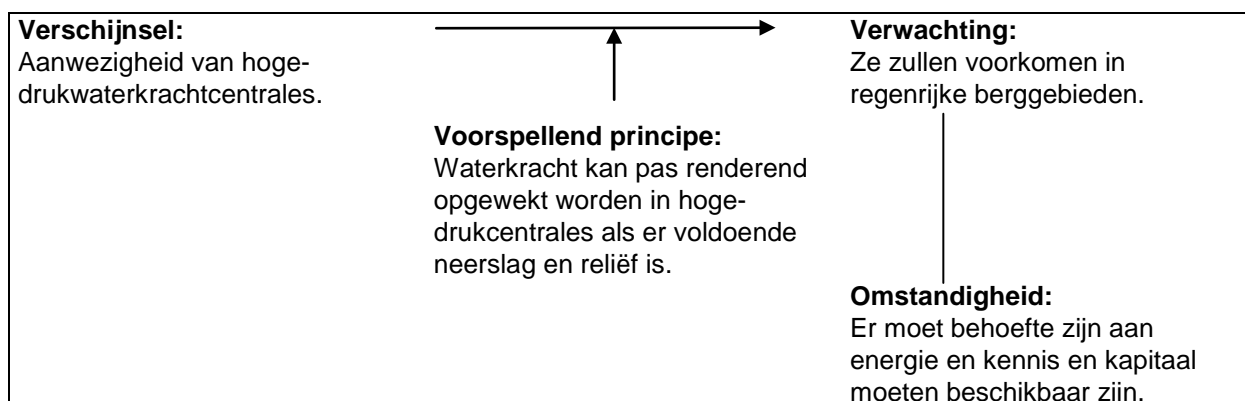 Verschijnsel:
Aanwezigheid van hoge-
drukwaterkrachtcentrales.
Verwachting:
Ze zullen voorkomen in
regenrijke berggebieden.
Voorspellend principe:
Waterkracht kan pas renderend
opgewekt worden in hoge-
drukcentrales als er voldoende
neerslag en reliëf is.
Omstandigheid:
Er moet behoefte zijn aan
energie en kennis en kapitaal
moeten beschikbaar zijn.